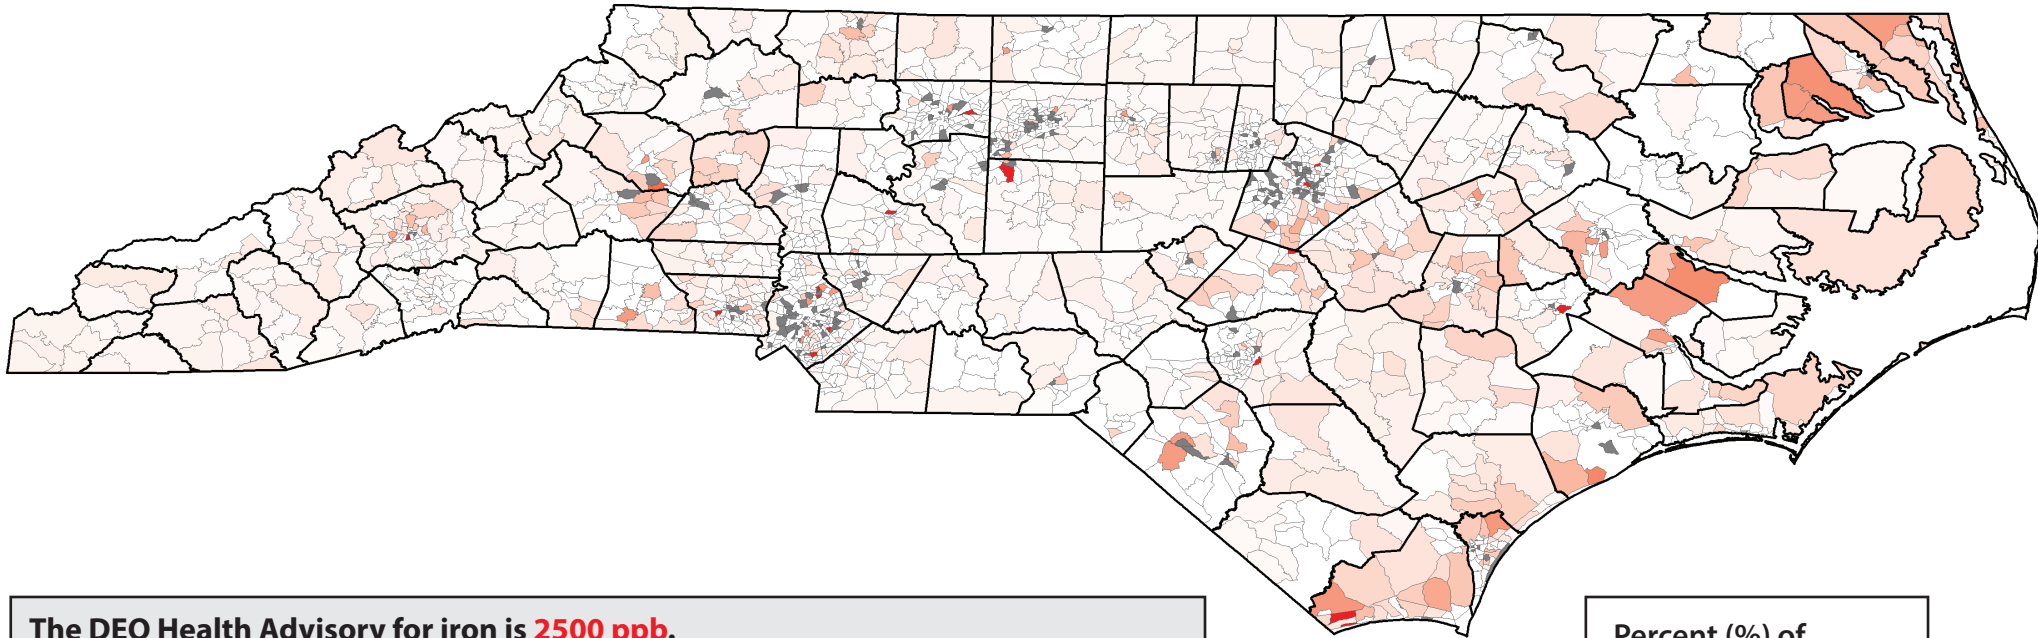 The DEQ Health Advisory for iron is 2500 ppb.
Percent (%) of